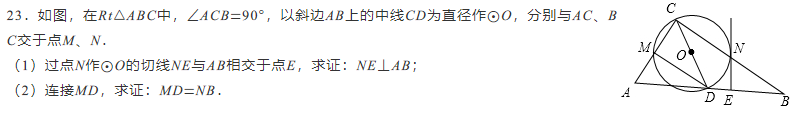 23．如图，在Rt△ABC中，∠ACB=90°，以斜边AB上的中线CD为直径作⊙O，分别与AC、B
C交于点M、N．
（1）过点N作⊙O的切线NE与AB相交于点E，求证：NE⊥AB；
（2）连接MD，求证：MD=NB．
C
M
O
N
A
D
E
B